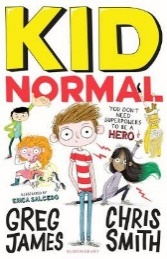 KID
NORMAL
YOU DON'T
NEED SUPERPOWERS
TO BE A
HERO!
ILLUSTRATED BY
ERICA SALCEDO
GREG
JAMES
CHRIS
SMITH
BLOOMSBURY